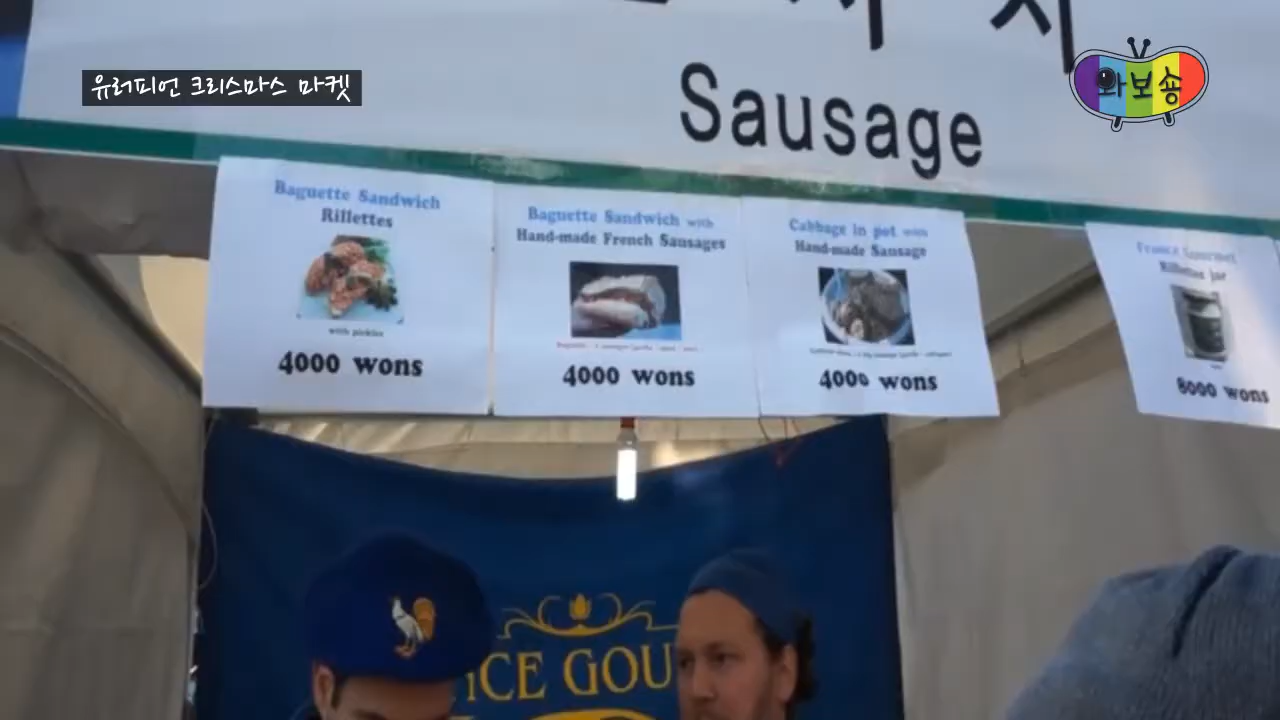 유러피언 크리스마스 마켓
와보숑
Sausage
Baguette Sandwich
Rillettes
with pickles
4000 wons
Baguette Sandwich with
Hand-made French Sausages
4000 wons
Cabbage in pot with
Hand-made Sausage
4000 wons
France Gourmet
Rillettes jar
8000 wons